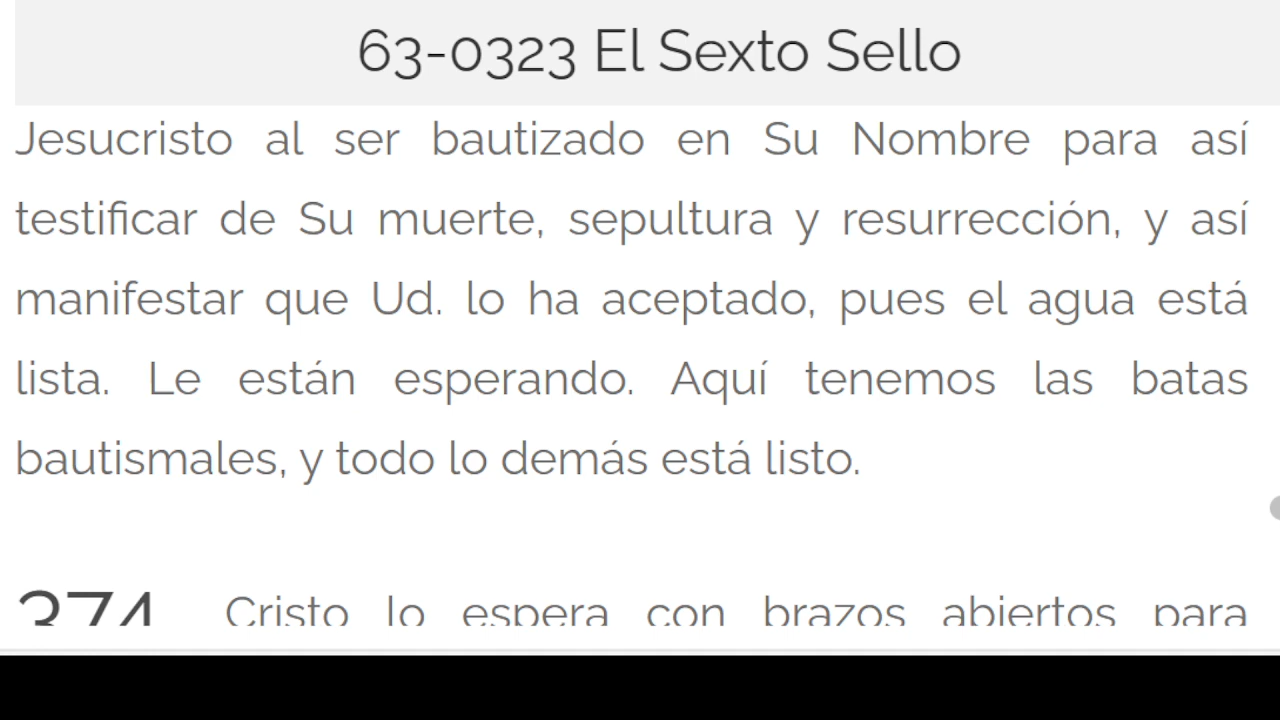 63-0323 El Sexto Sello
Jesucristo al ser bautizado en Su Nombre para así
testificar de Su muerte, sepultura y resurrección, y así
manifestar que Ud. lo ha aceptado, pues el agua está
lista. Le están esperando. Aquí tenemos las batas
bautismales, y todo lo demás está listo.
374 Cristo lo espera con brazos abiertos para